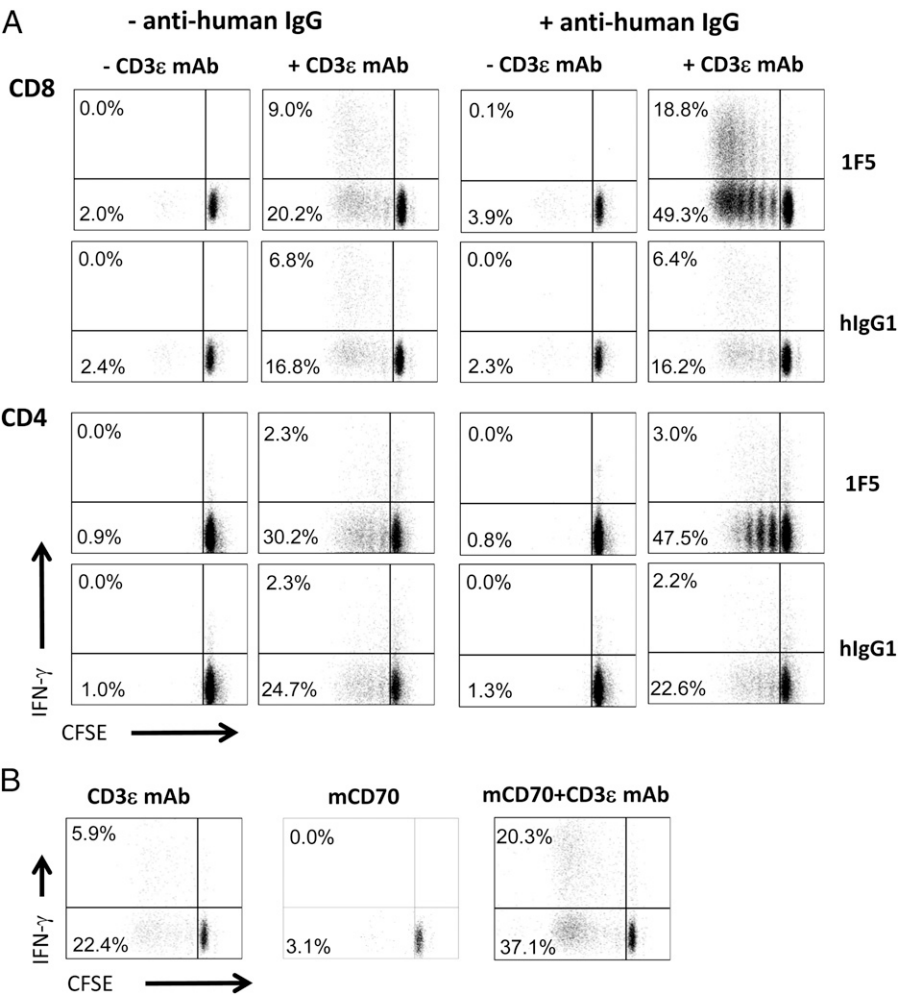 A
- anti-human IgG + anti-human IgG
- CD3ε mAb + CD3ε mAb - CD3ε mAb + CD3ε mAb
CD8
0.0% 9.0% 0.1% 18.8%
1F5
2.0% 20.2% 3.9% 49.3%
0.0% 6.8% 0.0% 6.4%
hIgG1
2.4% 16.8% 2.3% 16.2%
CD4
0.0% 2.3% 0.0% 3.0%
1F5
0.9% 30.2% 0.8% 47.5%
0.0% 2.3% 0.0% 2.2%
hIgG1
1.0% 24.7% 1.3% 22.6%
IFN-γ
CFSE
B
CD3ε mAb mCD70 mCD70+CD3ε mAb
5.9% 0.0% 20.3%
22.4% 3.1% 37.1%
IFN-γ
CFSE